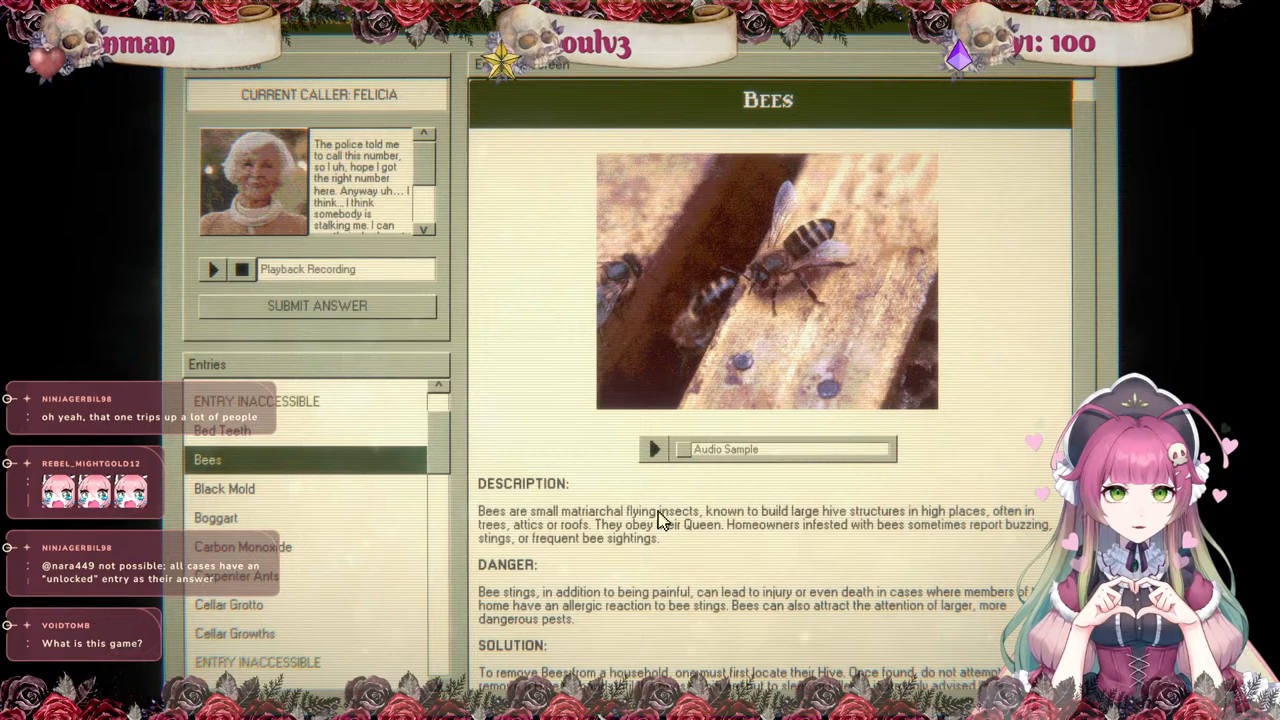 nman
oulv3
y1: 100
CURRENT CALLER: FELICIA
The police told me
to call this number,
so I uh, hope I got
the right number
here. Anyway uh... I
think... I think
somebody is
stalking me. I can
Playback Recording
SUBMIT ANSWER
Entries
ENTRY INACCESSIBLE
Bed Teeth
Bees
Black Mold
Boggart
Carbon Monoxide
Carpenter Ants
Cellar Grotto
Cellar Growths
ENTRY INACCESSIBLE
NINJAGERBIL98
oh yeah, that one trips up a lot of people
REBEL_MIGHTGOLD12
NINJAGERBIL98
@nara449 not possible; all cases have an
"unlocked" entry as their answer
VOIDTOMB
What is this game?
BEES
Audio Sample
DESCRIPTION:
Bees are small matriarchal flying insects, known to build large hive structures in high places, often in
trees, attics or roofs. They obey their Queen. Homeowners infested with bees sometimes report buzzing,
stings, or frequent bee sightings.
DANGER:
Bee stings, in addition to being painful, can lead to injury or even death in cases where members of
home have an allergic reaction to bee stings. Bees can also attract the attention of larger, more
dangerous pests.
SOLUTION:
To remove Bees from a household, one must first locate their Hive. Once found, do not attempt